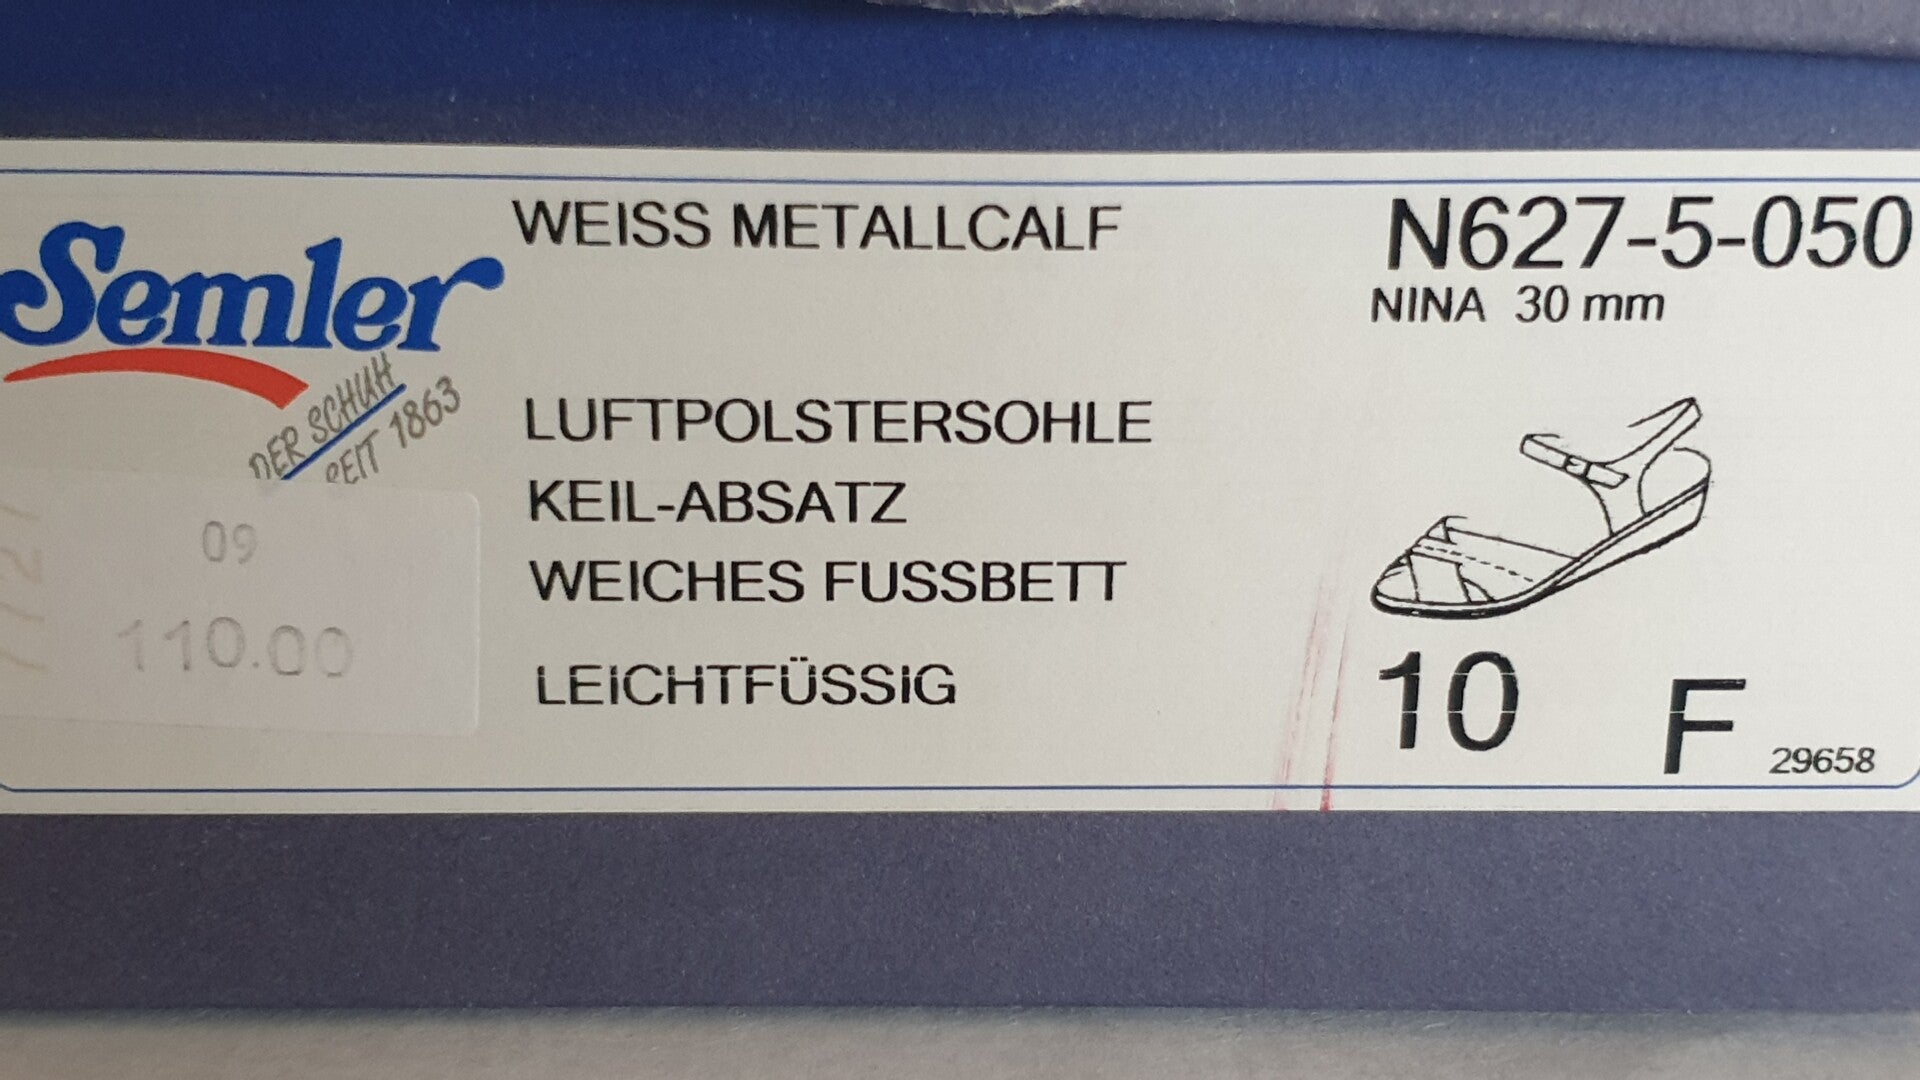 Semler
DER SCHUH
SEIT 1863
WEISS METALLCALF
N627-5-050
NINA 30 mm
LUFTPOLSTERSOHLE
KEIL-ABSATZ
WEICHES FUSSBETT
LEICHTFÜSSIG
09
110.00
10 F 29658